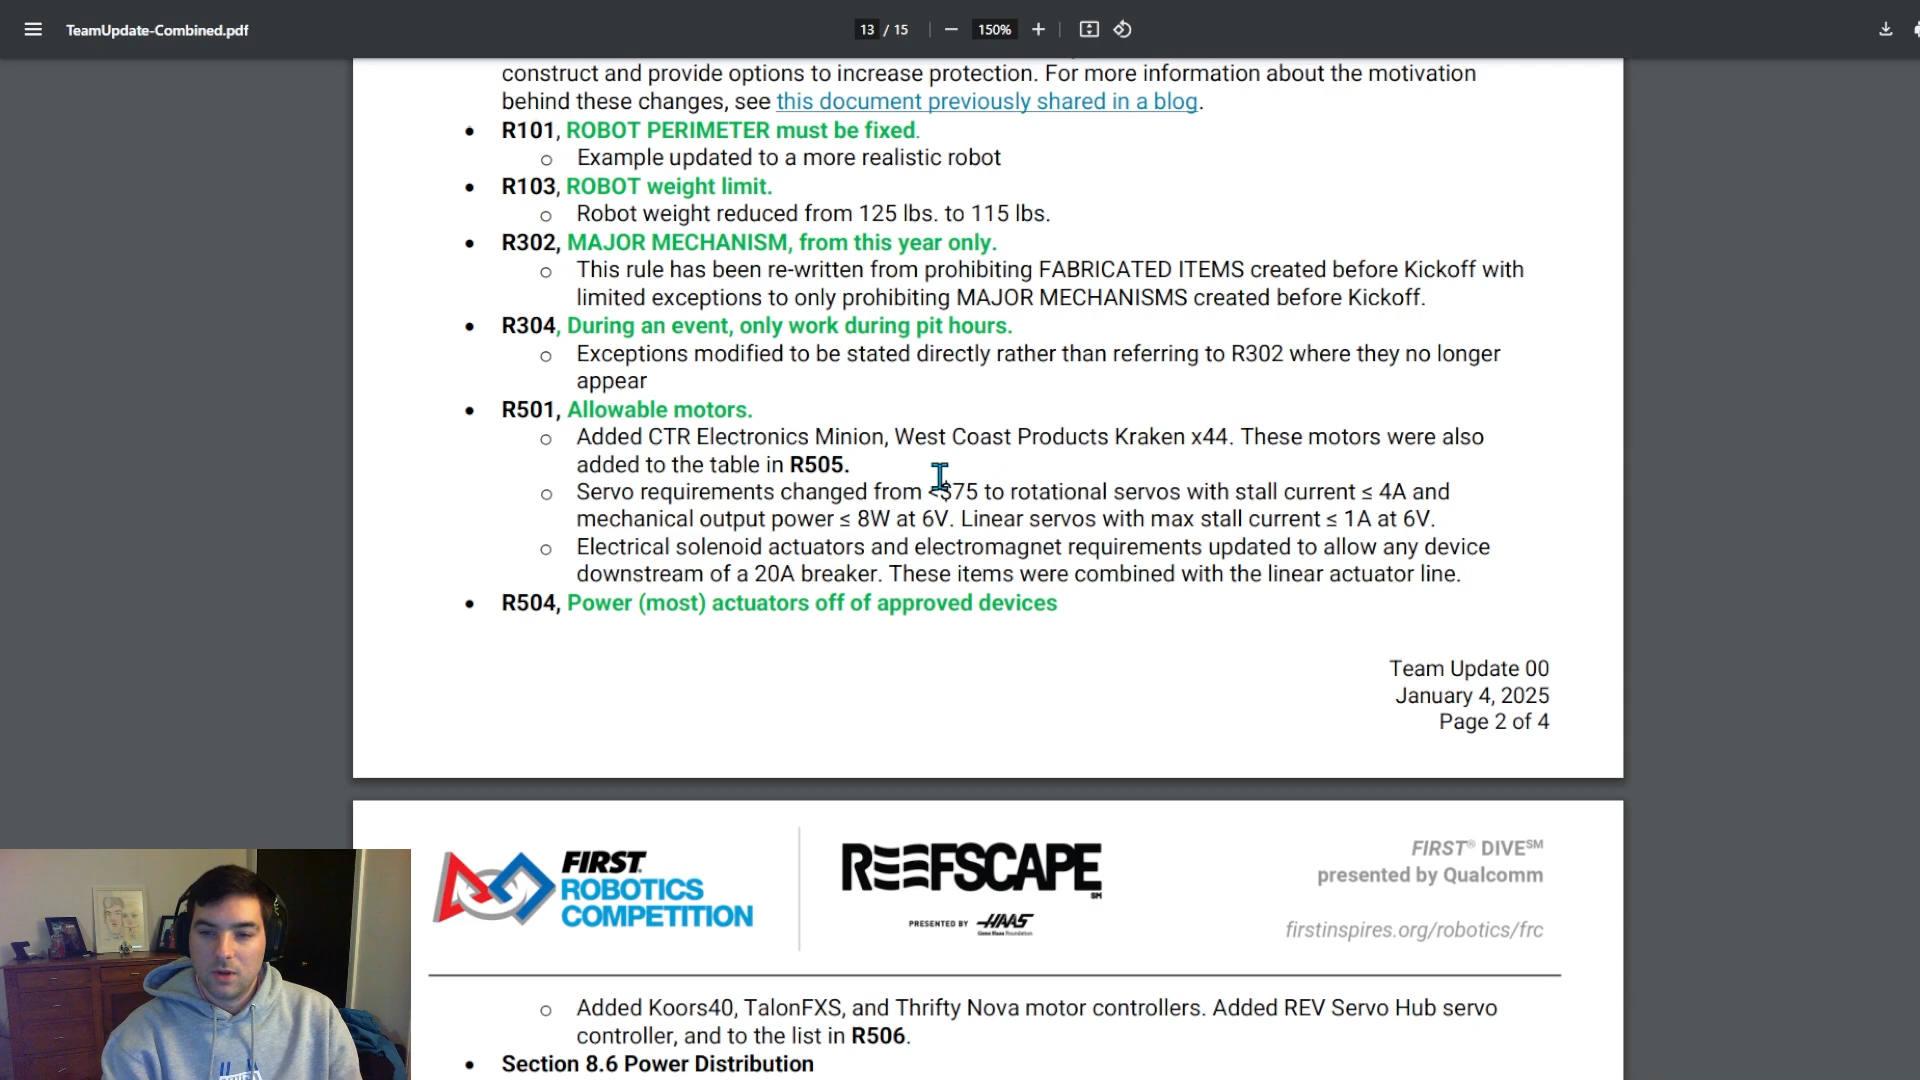 TeamUpdate-Combined.pdf
13 / 15
150%
construct and provide options to increase protection. For more information about the motivation
behind these changes, see this document previously shared in a blog.
• R101, ROBOT PERIMETER must be fixed.
o Example updated to a more realistic robot
• R103, ROBOT weight limit.
o Robot weight reduced from 125 lbs. to 115 lbs.
• R302, MAJOR MECHANISM, from this year only.
o This rule has been re-written from prohibiting FABRICATED ITEMS created before Kickoff with
limited exceptions to only prohibiting MAJOR MECHANISMS created before Kickoff.
• R304, During an event, only work during pit hours.
o Exceptions modified to be stated directly rather than referring to R302 where they no longer
appear
• R501, Allowable motors.
o Added CTR Electronics Minion, West Coast Products Kraken x44. These motors were also
added to the table in R505.
o Servo requirements changed from <$75 to rotational servos with stall current ≤ 4A and
mechanical output power ≤ 8W at 6V. Linear servos with max stall current ≤ 1A at 6V.
o Electrical solenoid actuators and electromagnet requirements updated to allow any device
downstream of a 20A breaker. These items were combined with the linear actuator line.
• R504, Power (most) actuators off of approved devices
Team Update 00
January 4, 2025
Page 2 of 4
FIRST®
ROBOTICS
COMPETITION
REEFSCAPE℠
PRESENTED BY HAAS
Gene Haas Foundation
FIRST® DIVE℠
presented by Qualcomm
firstinspires.org/robotics/frc
o Added Koors40, TalonFXS, and Thrifty Nova motor controllers. Added REV Servo Hub servo
controller, and to the list in R506.
• Section 8.6 Power Distribution